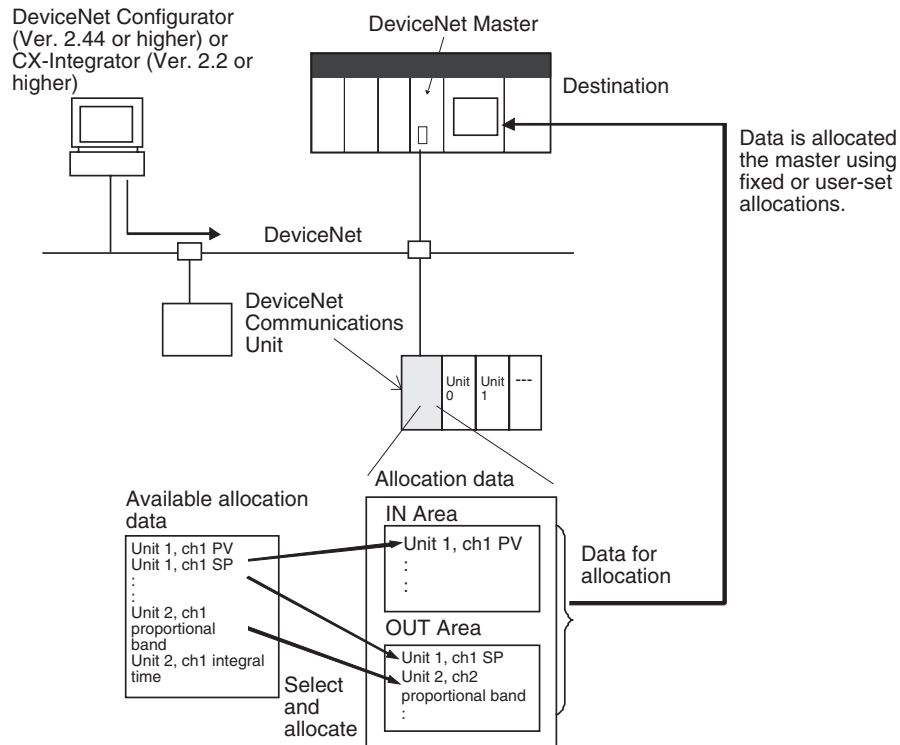 DeviceNet Configurator
(Ver. 2.44 or higher) or
CX-Integrator (Ver. 2.2 or
higher)
DeviceNet Master
Destination
Data is allocated
the master using
fixed or user-set
allocations.
DeviceNet
DeviceNet
Communications
Unit
Unit
0
Unit
1
---
Allocation data
Available allocation
data
Unit 1, ch1 PV
Unit 1, ch1 SP
:
:
Unit 2, ch1
proportional
band
Unit 2, ch1 integral
time
Select
and
allocate
IN Area
Unit 1, ch1 PV
:
:
OUT Area
Unit 1, ch1 SP
Unit 2, ch2
proportional band
:
Data for
allocation